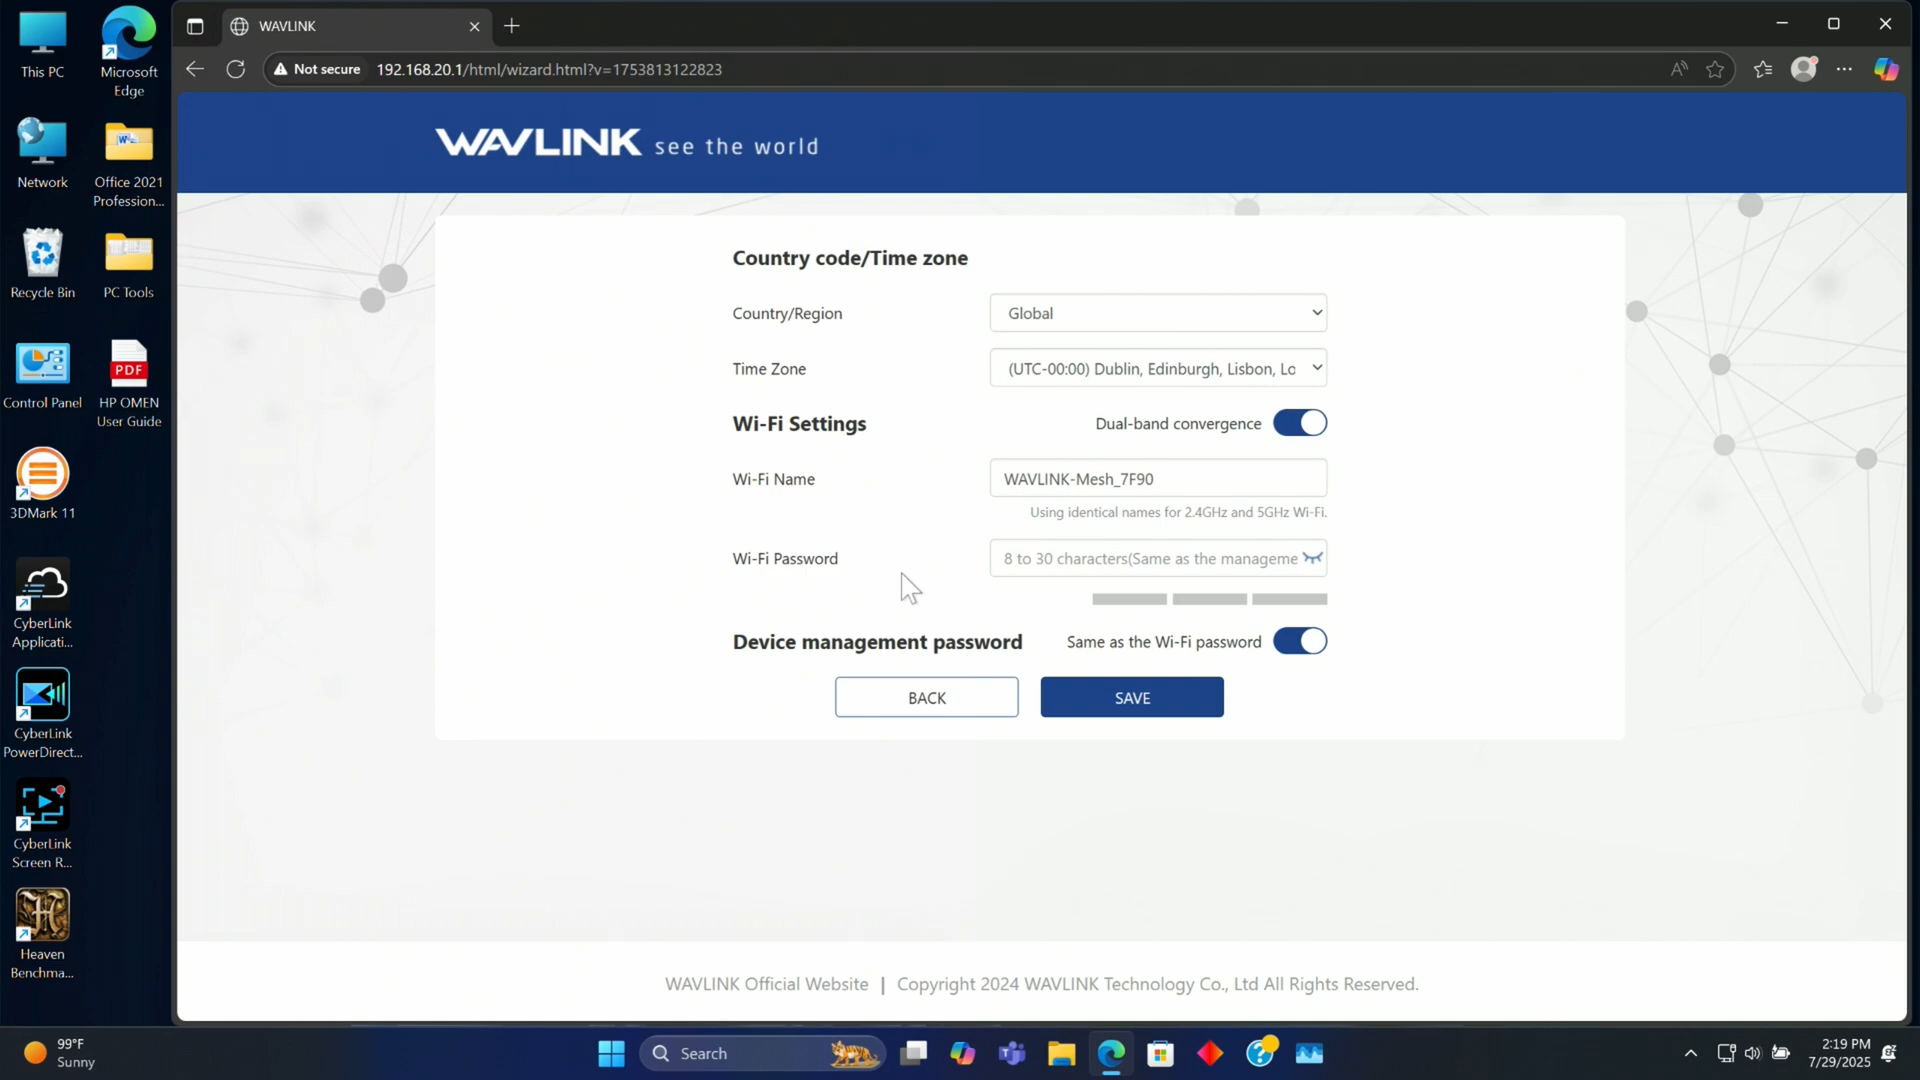 This PC
Microsoft
Edge
Network
Office 2021
Profession...
Recycle Bin
PC Tools
Control Panel
PDF
HP OMEN
User Guide
3DMark 11
CyberLink
Applicati...
CyberLink
PowerDirect...
CyberLink
Screen R...
Heaven
Benchma...
WAVLINK
Not secure
192.168.20.1/html/wizard.html?v=1753813122823
WAVLINK see the world
Country code/Time zone
Country/Region
Global
Time Zone
(UTC-00:00) Dublin, Edinburgh, Lisbon, Lo
Wi-Fi Settings
Dual-band convergence
Wi-Fi Name
WAVLINK-Mesh_7F90
Using identical names for 2.4GHz and 5GHz Wi-Fi.
Wi-Fi Password
8 to 30 characters(Same as the manageme
Device management password
Same as the Wi-Fi password
BACK
SAVE
WAVLINK Official Website | Copyright 2024 WAVLINK Technology Co., Ltd All Rights Reserved.
99°F
Sunny
Search
2:19 PM
7/29/2025